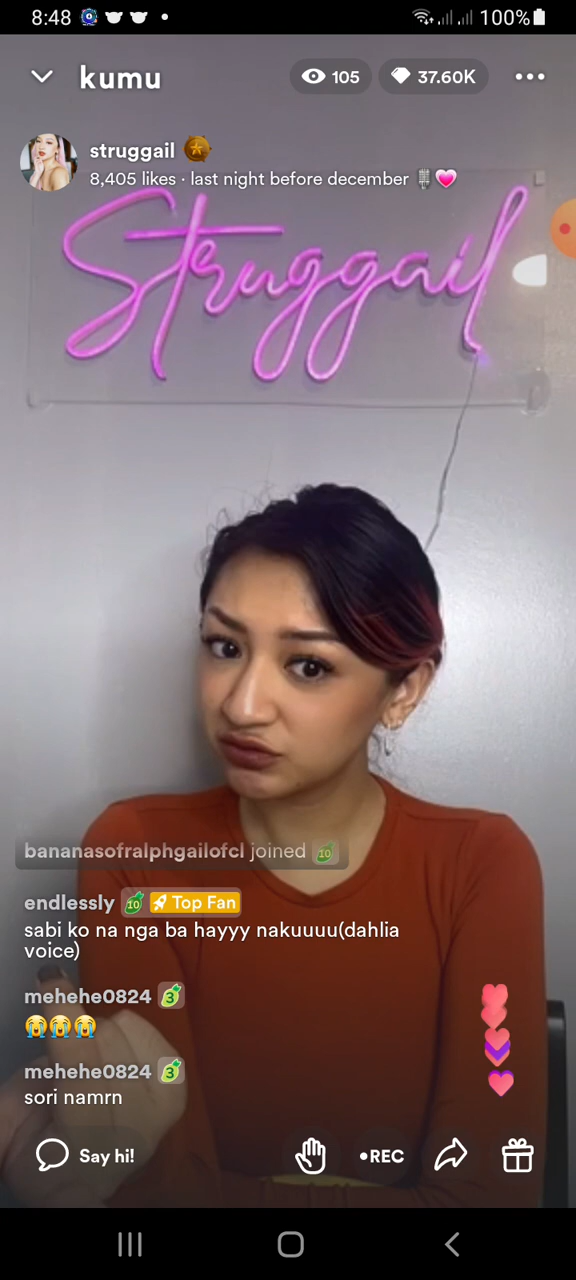 8:48
100%
kumu
105
37.60K
struggail
8,405 likes · last night before december 🎙️💗
Struggail
bananasofralphgailofcl joined 10
endlessly 10 🚀 Top Fan
sabi ko na nga ba hayyy nakuuuu(dahlia
voice)
mehehe0824 3
😭😭😭
mehehe0824 3
sori namrn
Say hi!
•REC